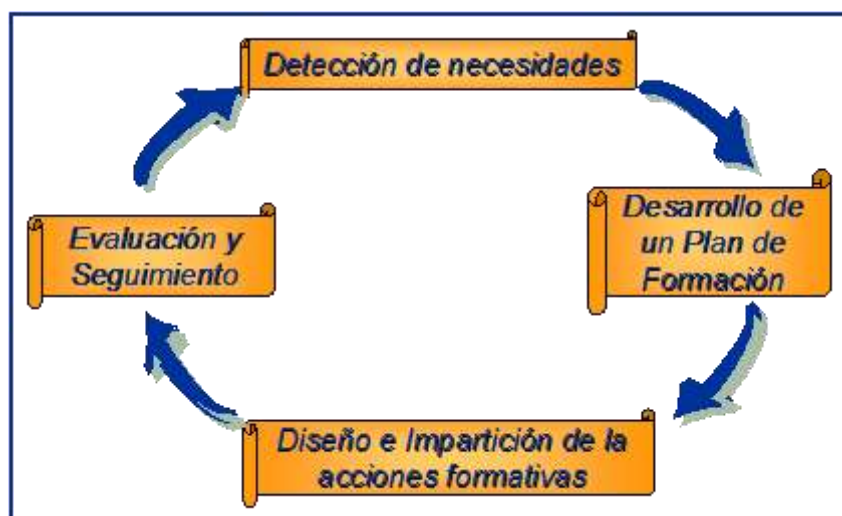 Detección de necesidades
Desarrollo de
un Plan de
Formación
Diseño e Impartición de la
acciones formativas
Evaluación y
Seguimiento